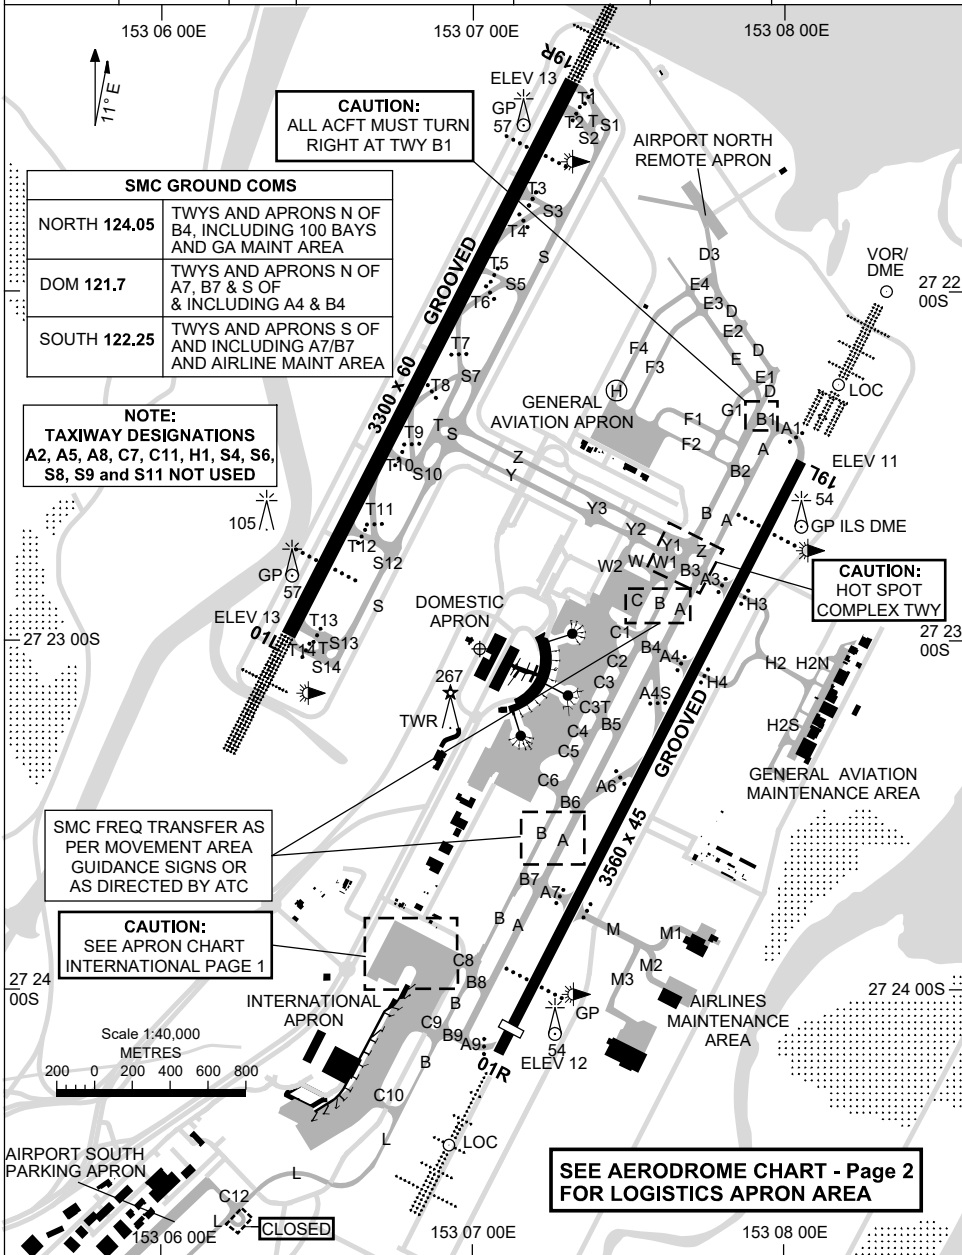 153 06 00E
153 07 00E
153 08 00E
11° E
19R
ELEV 13
GP
57
CAUTION:
ALL ACFT MUST TURN
RIGHT AT TWY B1
T1
T2
T
S1
S2
AIRPORT NORTH
REMOTE APRON
SMC GROUND COMS
NORTH 124.05
TWYS AND APRONS N OF
B4, INCLUDING 100 BAYS
AND GA MAINT AREA
DOM 121.7
TWYS AND APRONS N OF
A7, B7 & S OF
& INCLUDING A4 & B4
SOUTH 122.25
TWYS AND APRONS S OF
AND INCLUDING A7/B7
AND AIRLINE MAINT AREA
T3
S3
T4
S
T5
S5
T6
GROOVED
D3
E4
E3
D
E2
E
D
E1
D
VOR/
DME
27 22
00S
LOC
T7
S7
T8
3300 x 60
F4
F3
H
GENERAL
AVIATION APRON
F1
F2
G1
B1
A1
A
B2
ELEV 11
19L
NOTE:
TAXIWAY DESIGNATIONS
A2, A5, A8, C7, C11, H1, S4, S6,
S8, S9 and S11 NOT USED
T9
T
S
T10
S10
Z
Y
105
T11
T12
S12
Y3
Y2
Y1
Z
B
A
54
GP ILS DME
GP
57
S
W2
W
W1
B3
A3
H3
CAUTION:
HOT SPOT
COMPLEX TWY
ELEV 13
01L
T13
T14
T
S13
S14
27 23 00S
27 23
00S
DOMESTIC
APRON
C
B
A
C1
B4
A4
C2
C3
H4
A4S
C3T
B5
C4
C5
H2
H2N
H2S
267
TWR
GROOVED
C6
A6
B6
GENERAL AVIATION
MAINTENANCE AREA
SMC FREQ TRANSFER AS
PER MOVEMENT AREA
GUIDANCE SIGNS OR
AS DIRECTED BY ATC
B
A
3560 x 45
B7
A7
B
A
M
M1
M2
M3
CAUTION:
SEE APRON CHART
INTERNATIONAL PAGE 1
C8
B8
27 24
00S
27 24 00S
INTERNATIONAL
APRON
B
C9
B9
A9
B
GP
54
ELEV 12
01R
AIRLINES
MAINTENANCE
AREA
Scale 1:40,000
METRES
200 0 200 400 600 800
C10
L
LOC
AIRPORT SOUTH
PARKING APRON
L
C12
L
CLOSED
SEE AERODROME CHART - Page 2
FOR LOGISTICS APRON AREA
153 06 00E
153 07 00E
153 08 00E